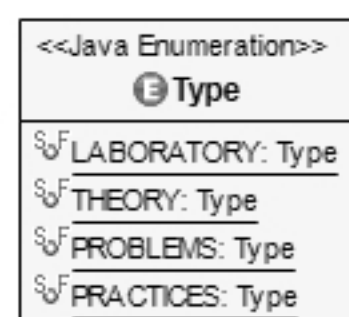 <<Java Enumeration>>
E Type
S F LABORATORY: Type
S F THEORY: Type
S F PROBLEMS: Type
S F PRACTICES: Type